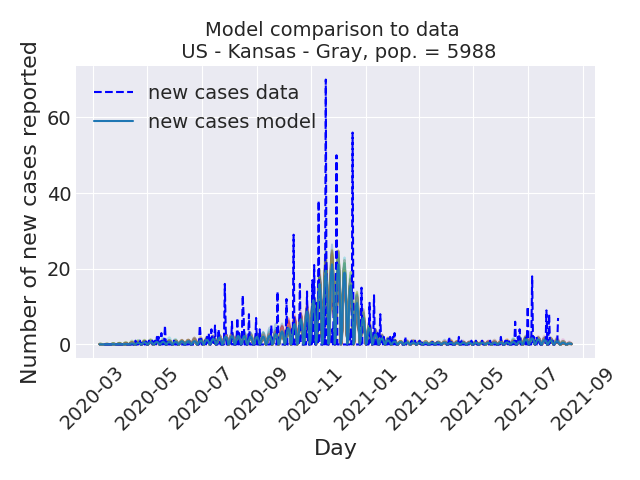 Model comparison to data
US - Kansas - Gray, pop. = 5988
Number of new cases reported
60
40
20
0
new cases data
new cases model
2020-03
2020-05
2020-07
2020-09
2020-11
2021-01
2021-03
2021-05
2021-07
2021-09
Day